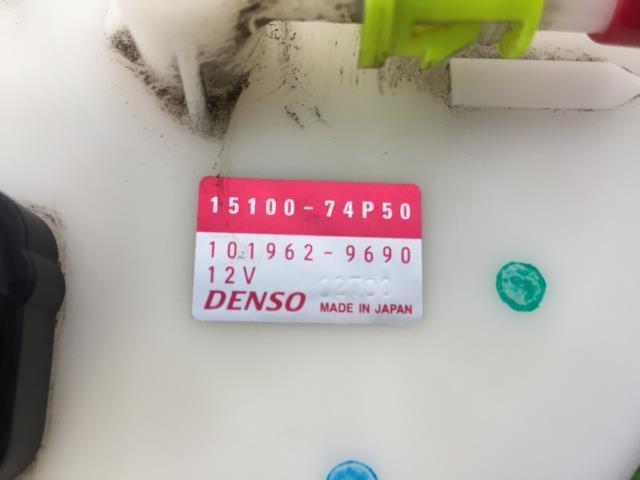 15100-74P50
101962-9690
12V
DENSO
MADE IN JAPAN